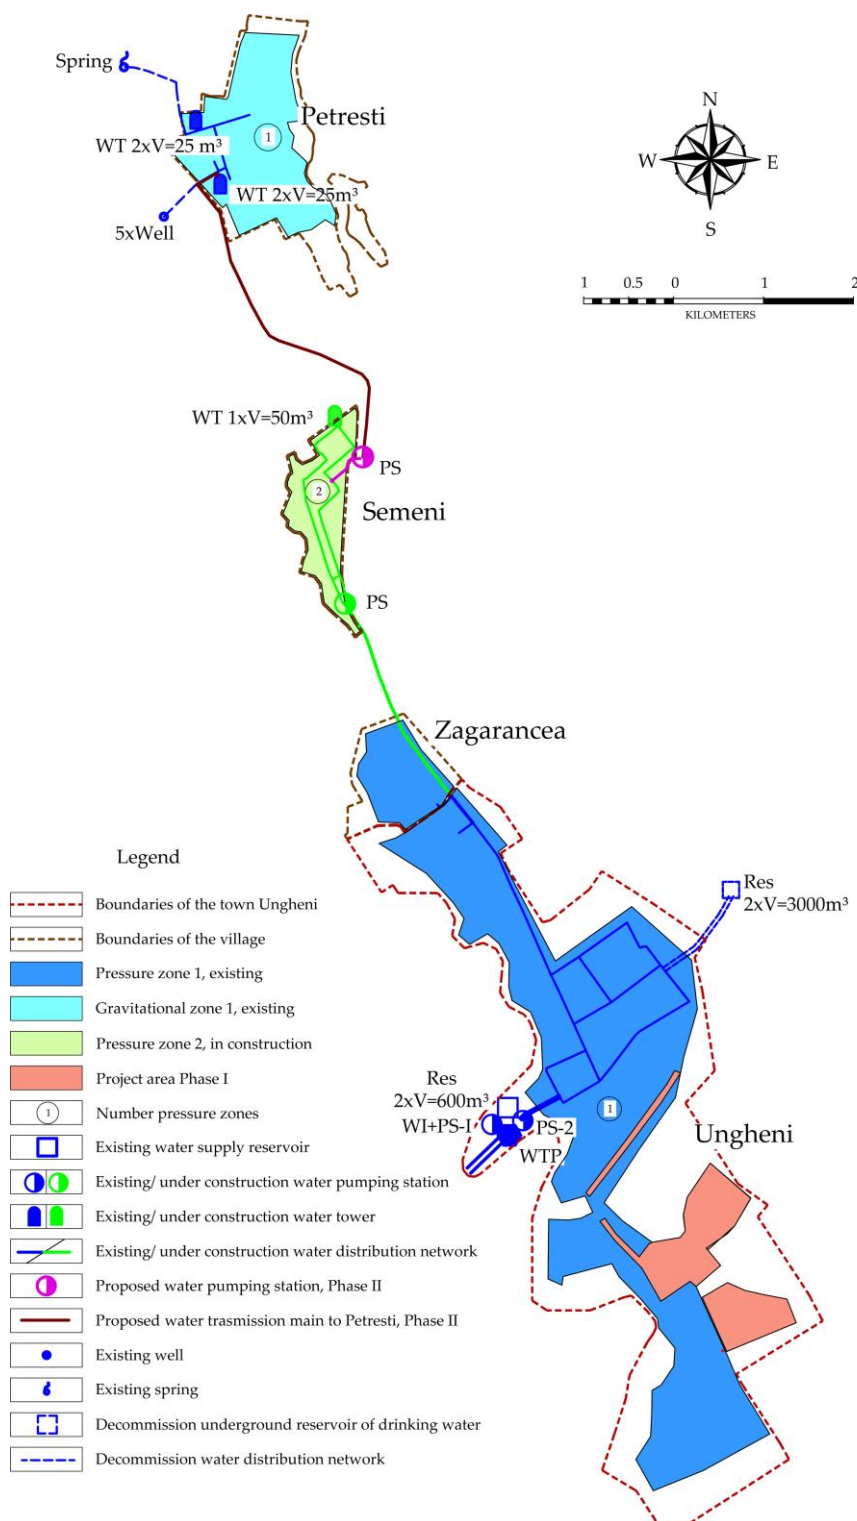 Spring
Petresti
1
WT 2xV=25 m³
WT 2xV=25m³
5xWell
N
W
E
S
1 0.5 0 1 2
KILOMETERS
WT 1xV=50m³
PS
2
Semeni
PS
Zagarancea
Legend
Res
2xV=3000m³
Boundaries of the town Ungheni
Boundaries of the village
Pressure zone 1, existing
Gravitational zone 1, existing
Pressure zone 2, in construction
Project area Phase I
1 Number pressure zones
Existing water supply reservoir
Existing/ under construction water pumping station
Existing/ under construction water tower
Existing/ under construction water distribution network
Proposed water pumping station, Phase II
Proposed water trasmission main to Petresti, Phase II
Existing well
Existing spring
Decommission underground reservoir of drinking water
Decommission water distribution network
Res
2xV=600m³
WI+PS-I
PS-2
WTP
1
Ungheni